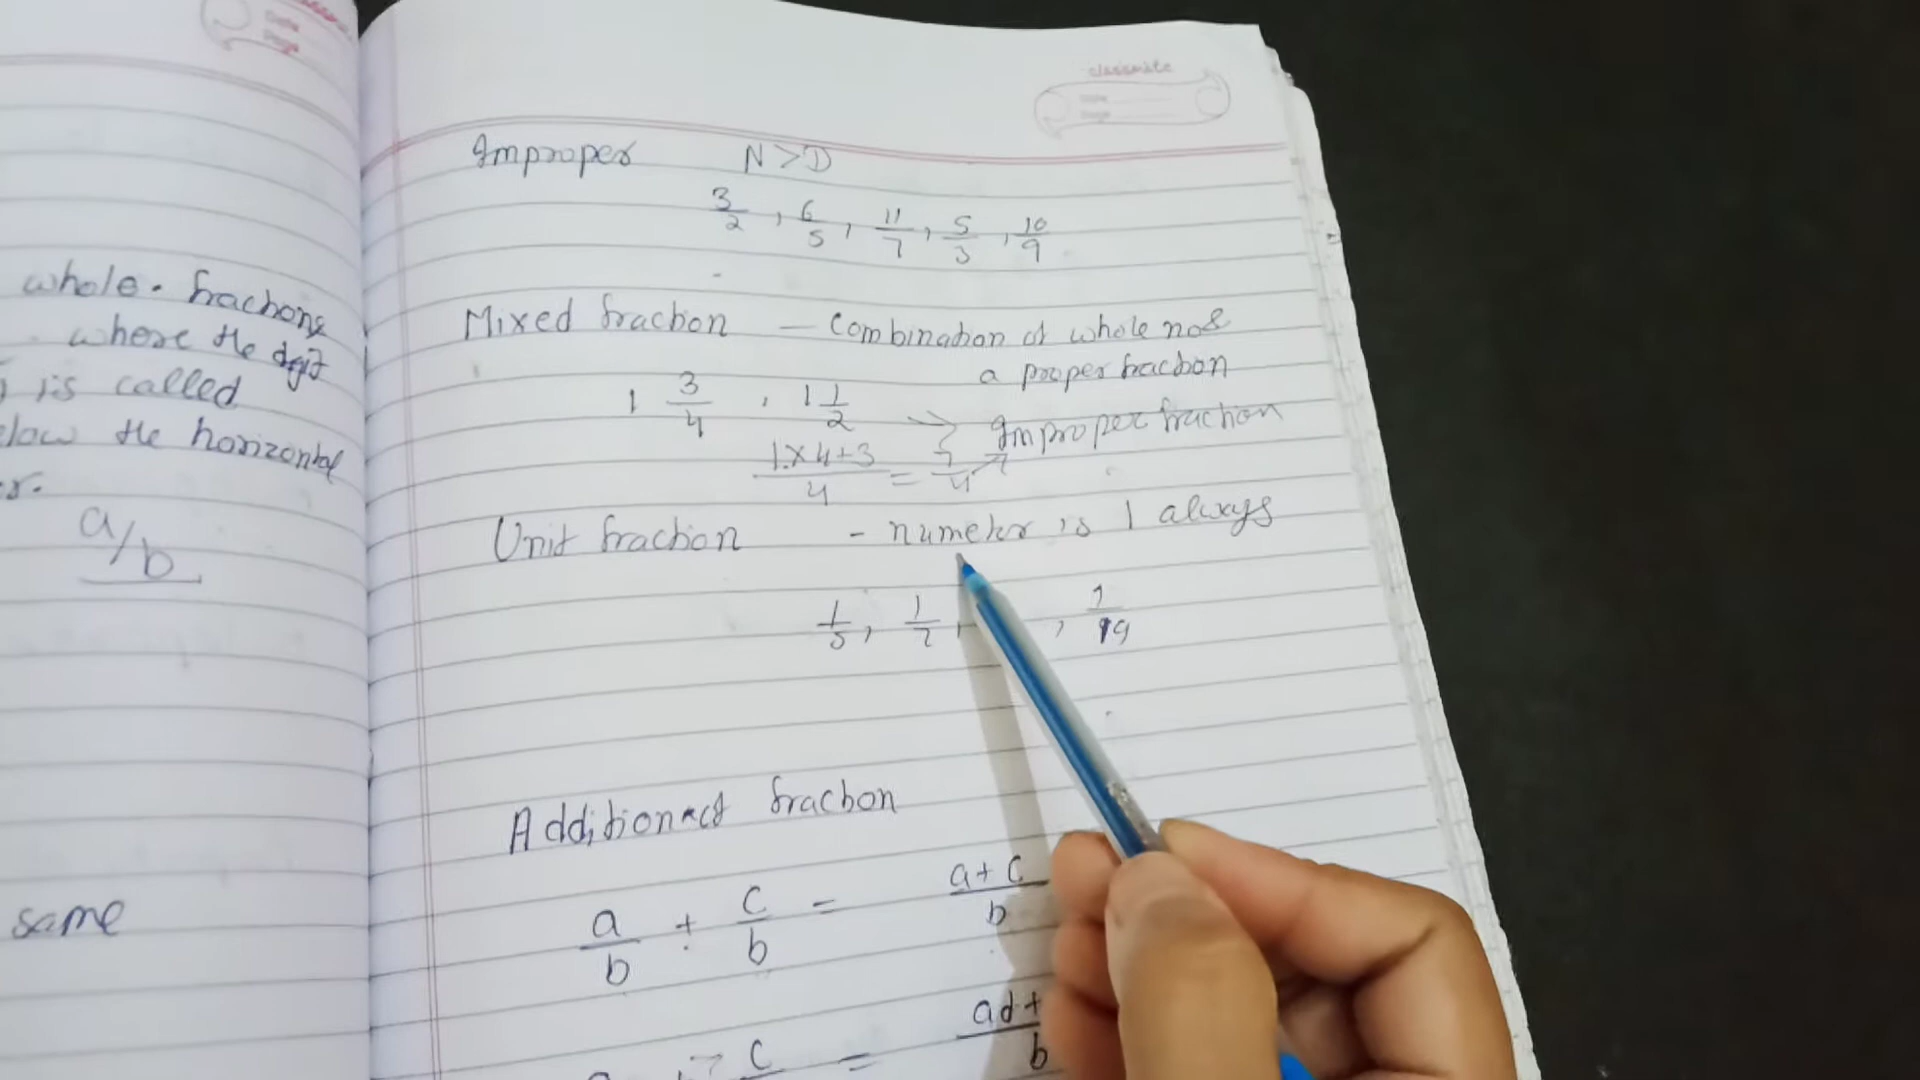 whole. fractions
where the digit
is called
the horizontal
a/b
same
classmate
Improper N>D
3/2, 6/5, 11/7, 5/3, 10/9
Mixed fraction – Combination of whole no &
a proper fraction
1 3/4, 1 1/2 → Improper fraction
1×4+3/4 = 7/4
Unit fraction - numeter is 1 always
1/5, 1/7, , 1/19
Addition of fraction
a/b + c/b = a+c/b
c = ad+ b